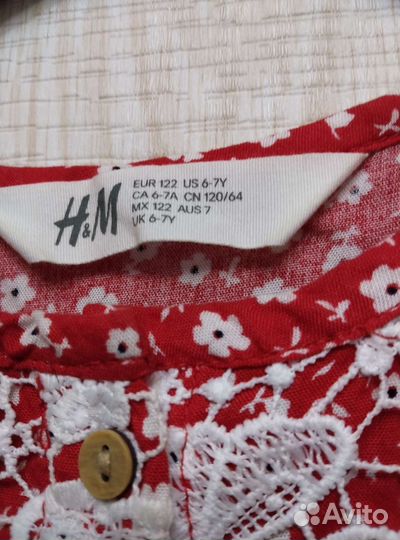 H&M
EUR 122 US 6-7Y
CA 6-7A CN 120/64
MX 122 AUS 7
UK 6-7Y
Avito